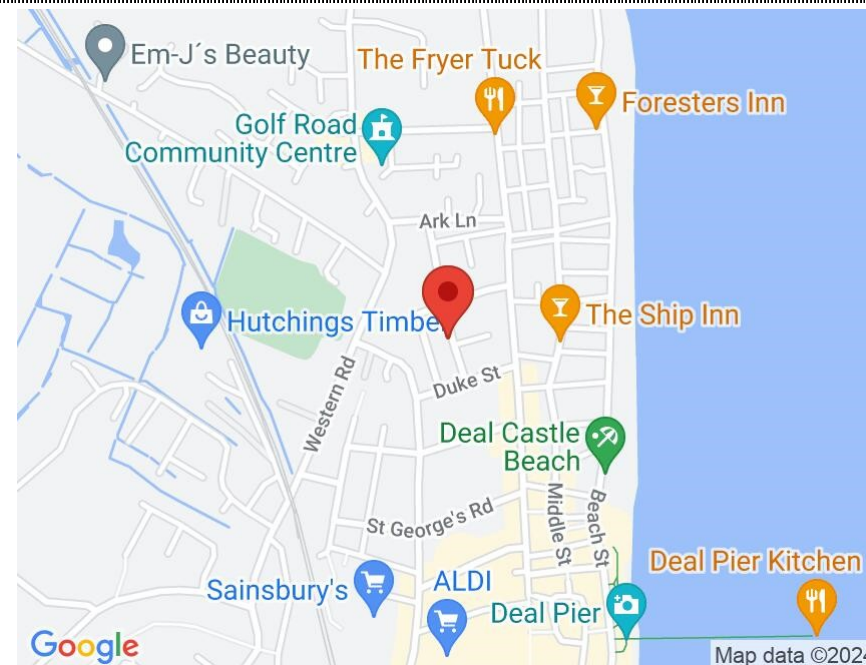 Em-J´s Beauty
The Fryer Tuck
Foresters Inn
Golf Road
Community Centre
Ark Ln
Hutchings Timbe
The Ship Inn
Western Rd
Duke St
Deal Castle
Beach
Middle St
Beach St
St George's Rd
Deal Pier Kitchen
Sainsbury's
ALDI
Deal Pier
Google
Map data ©2024